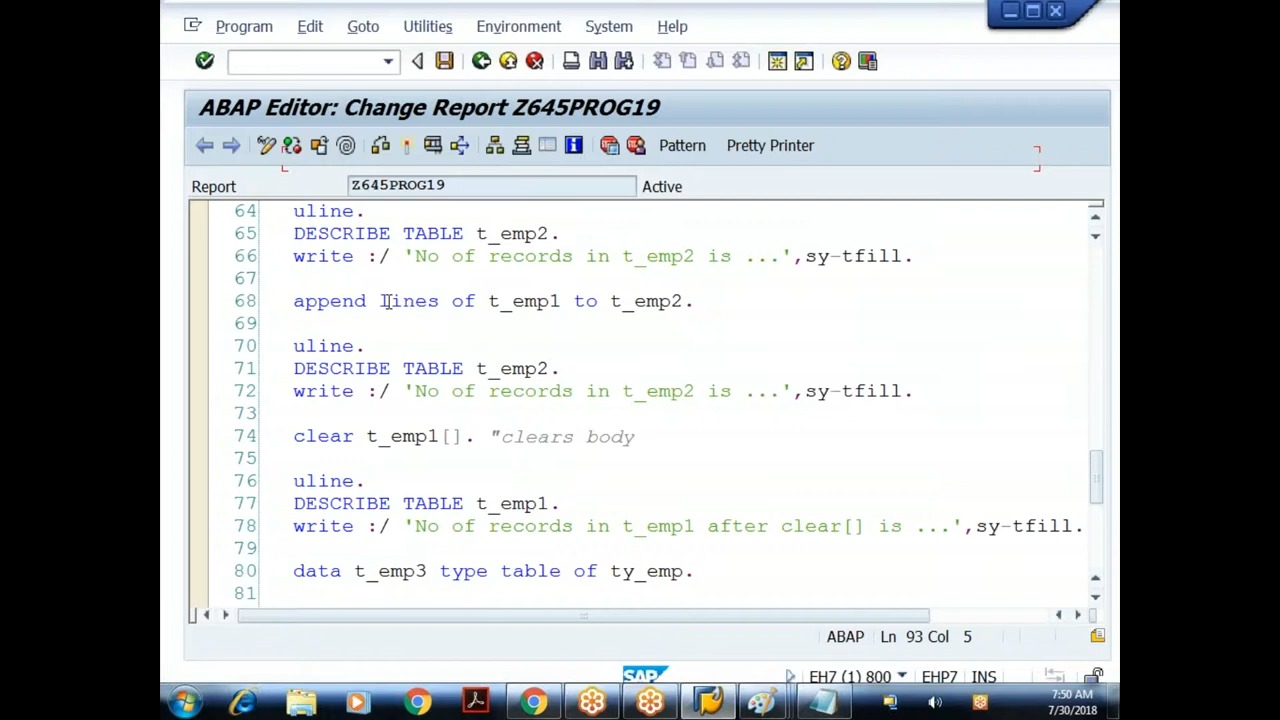 Program Edit Goto Utilities Environment System Help
ABAP Editor: Change Report Z645PROG19
Pattern Pretty Printer
Report Z645PROG19 Active
64 uline.
65 DESCRIBE TABLE t_emp2.
66 write :/ 'No of records in t_emp2 is ...',sy-tfill.
67
68 append lines of t_emp1 to t_emp2.
69
70 uline.
71 DESCRIBE TABLE t_emp2.
72 write :/ 'No of records in t_emp2 is ...',sy-tfill.
73
74 clear t_emp1[]. "clears body
75
76 uline.
77 DESCRIBE TABLE t_emp1.
78 write :/ 'No of records in t_emp1 after clear[] is ...',sy-tfill.
79
80 data t_emp3 type table of ty_emp.
81
ABAP Ln 93 Col 5
SAP EH7 (1) 800 EHP7 INS
7:50 AM
7/30/2018